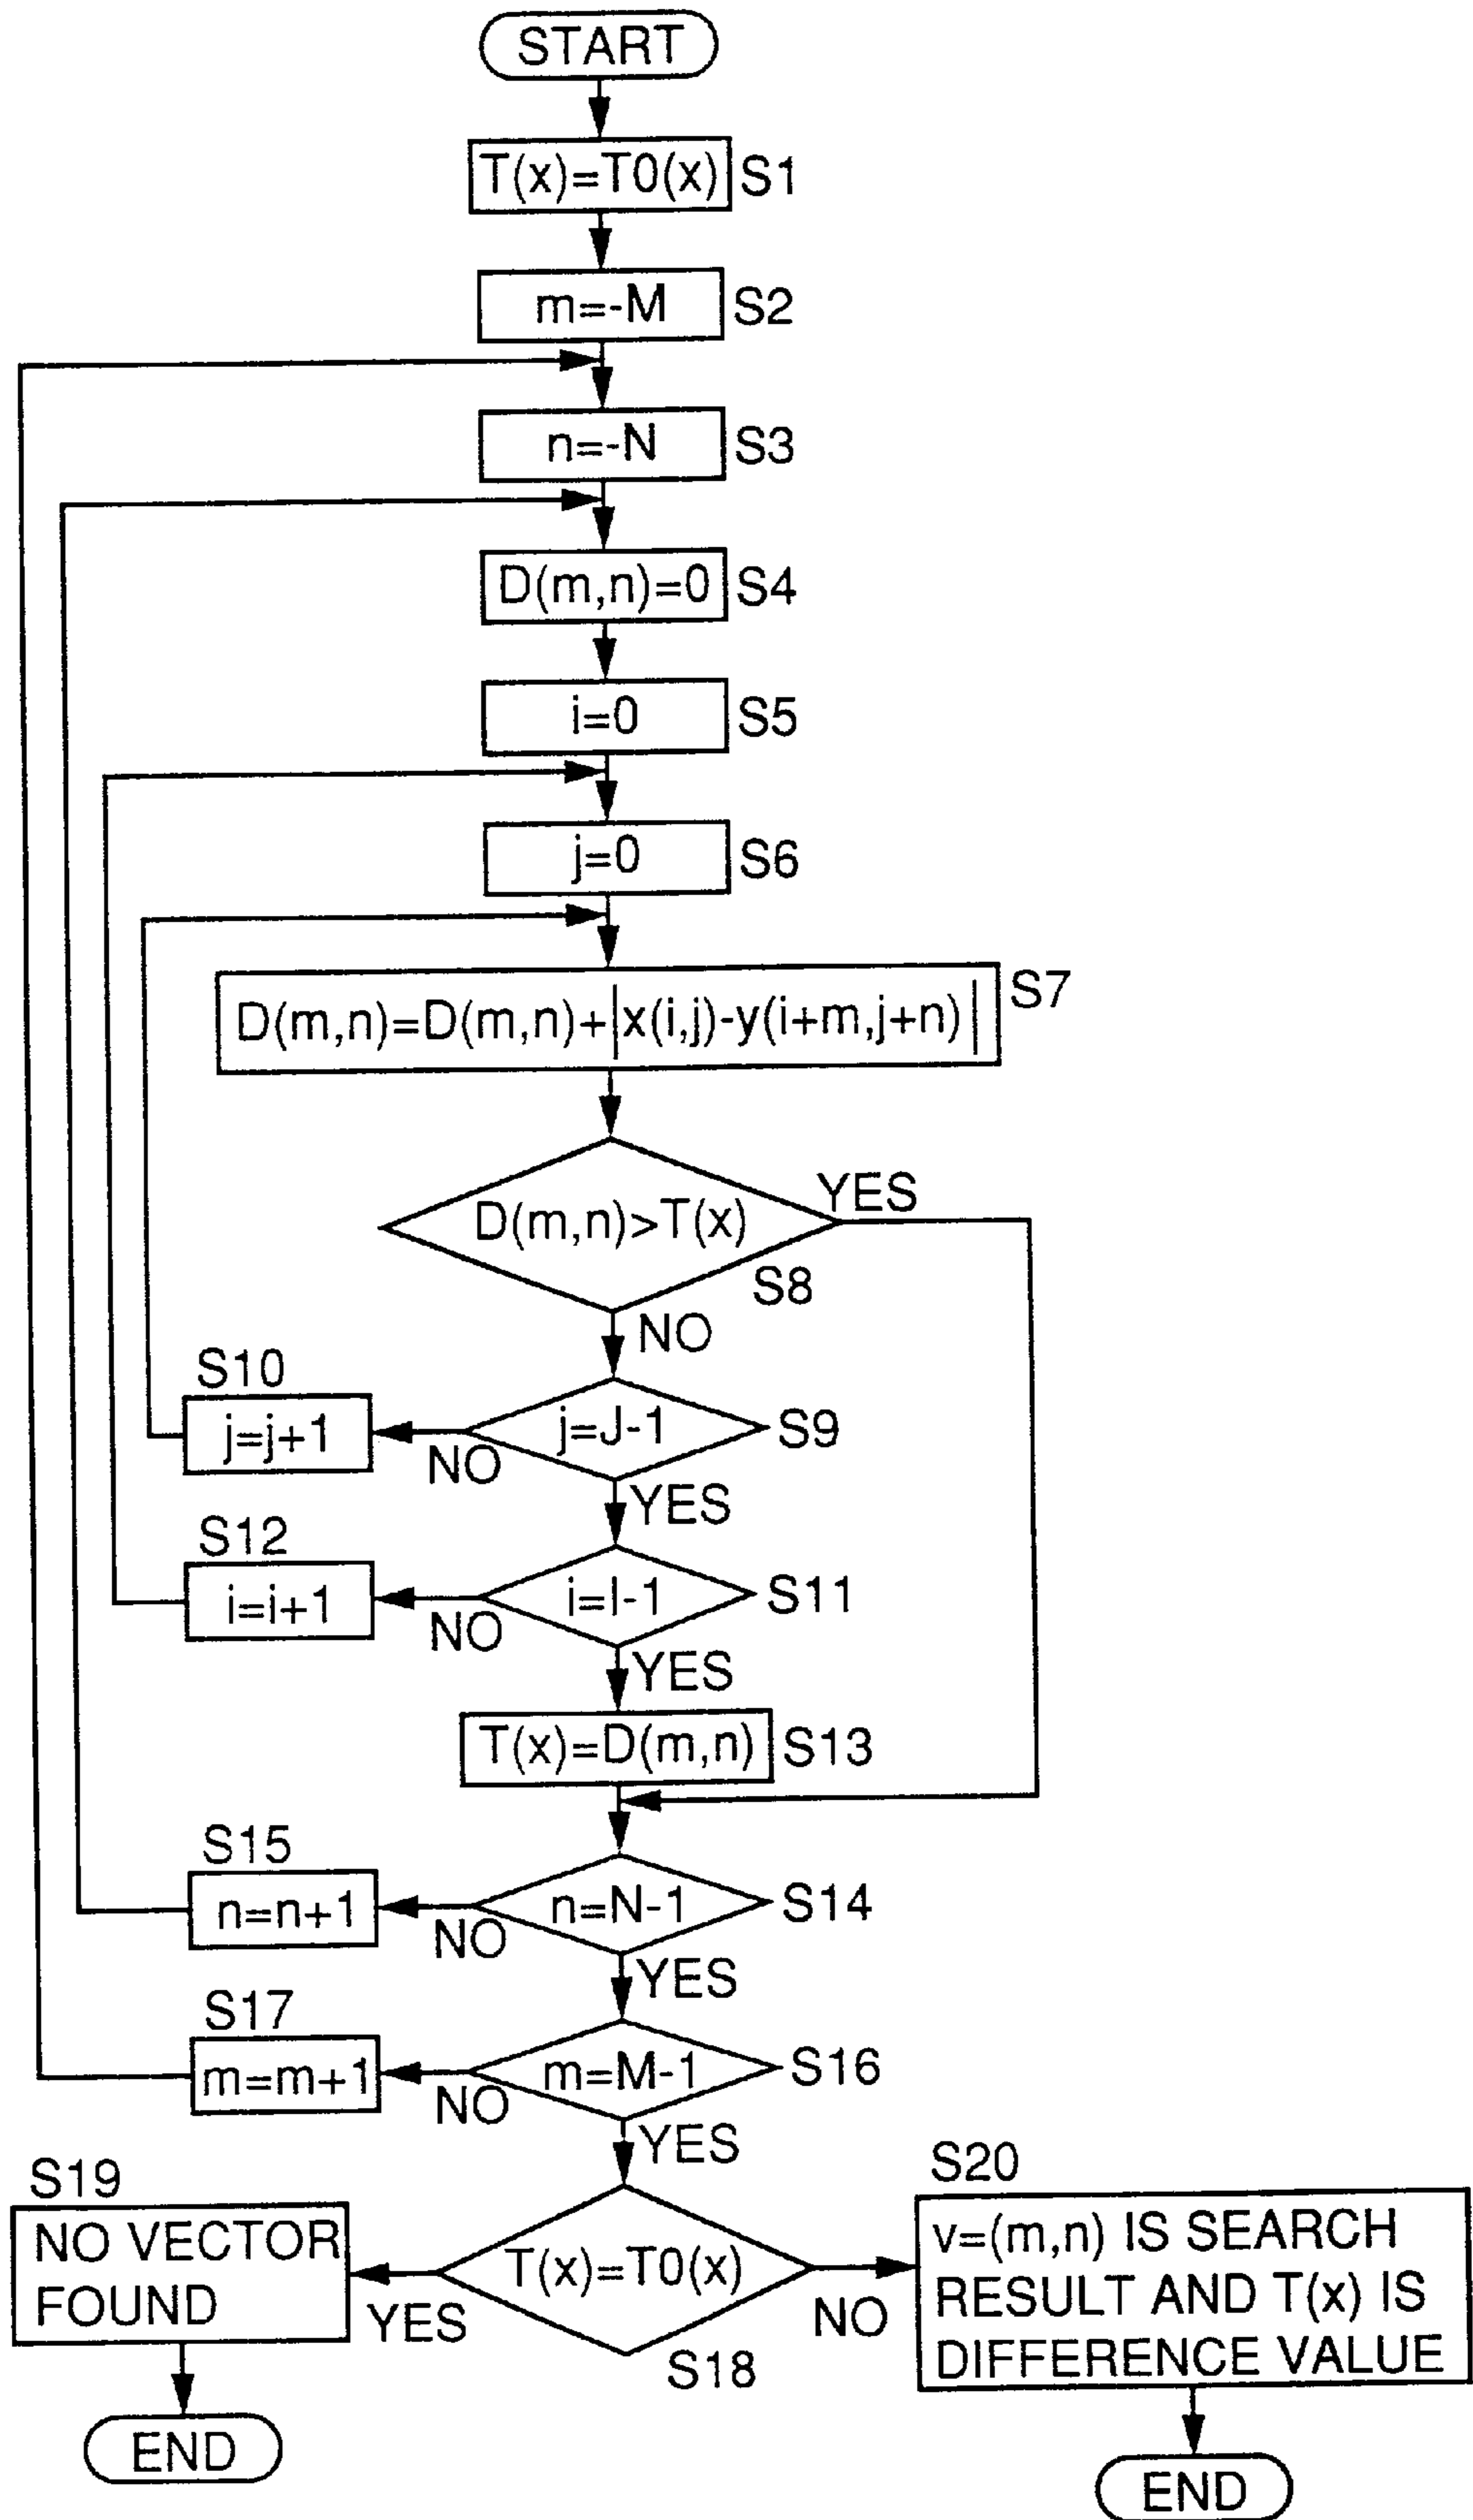 START
T(x)=T0(x) S1
m=-M S2
n=-N S3
D(m,n)=0 S4
i=0 S5
j=0 S6
D(m,n)=D(m,n)+|x(i,j)-y(i+m,j+n)| S7
D(m,n)>T(x)
YES
S8
NO
S10
j=j+1
NO
j=J-1 S9
YES
S12
i=i+1
NO
i=I-1 S11
YES
T(x)=D(m,n) S13
S15
n=n+1
NO
n=N-1 S14
YES
S17
m=m+1
NO
m=M-1 S16
YES
S19
NO VECTOR
FOUND
YES
T(x)=T0(x)
S18
NO
S20
v=(m,n) IS SEARCH
RESULT AND T(x) IS
DIFFERENCE VALUE
END
END